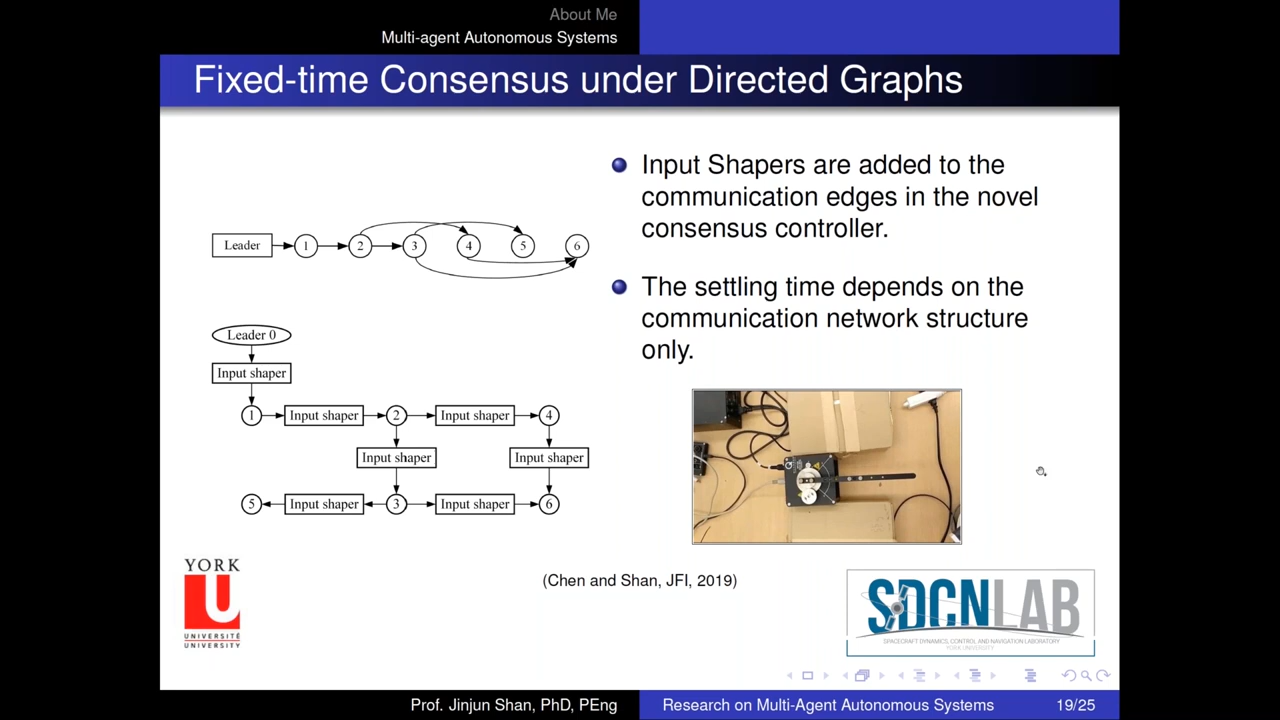 About Me
Multi-agent Autonomous Systems
Fixed-time Consensus under Directed Graphs
Leader 1 2 3 4 5 6
Leader 0
Input shaper
1 Input shaper 2 Input shaper 4
Input shaper Input shaper
5 Input shaper 3 Input shaper 6
Input Shapers are added to the
communication edges in the novel
consensus controller.
The settling time depends on the
communication network structure
only.
(Chen and Shan, JFI, 2019)
YORK
U
UNIVERSITÉ
UNIVERSITY
SDCNLAB
SPACECRAFT DYNAMICS, CONTROL AND NAVIGATION LABORATORY
YORK UNIVERSITY
Prof. Jinjun Shan, PhD, PEng
Research on Multi-Agent Autonomous Systems
19/25